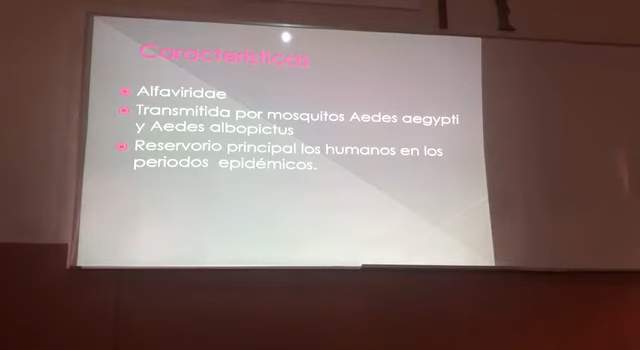 Características
Alfaviridae
Transmitida por mosquitos Aedes aegypti
y Aedes albopictus
Reservorio principal los humanos en los
periodos epidémicos.